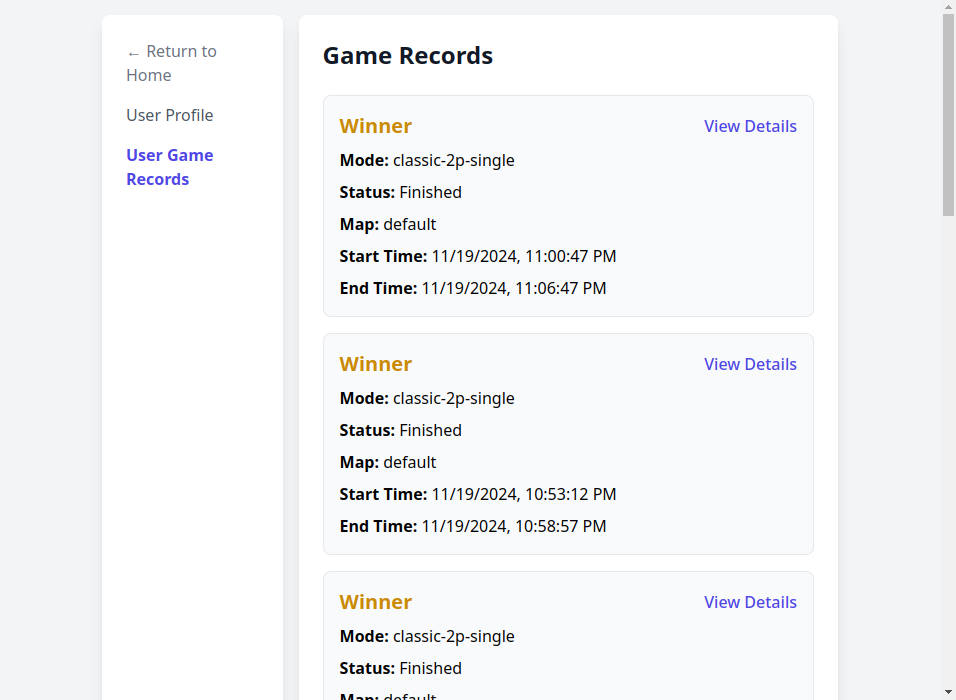 ← Return to
Home
User Profile
User Game
Records
Game Records
Winner
View Details
Mode: classic-2p-single
Status: Finished
Map: default
Start Time: 11/19/2024, 11:00:47 PM
End Time: 11/19/2024, 11:06:47 PM
Winner
View Details
Mode: classic-2p-single
Status: Finished
Map: default
Start Time: 11/19/2024, 10:53:12 PM
End Time: 11/19/2024, 10:58:57 PM
Winner
View Details
Mode: classic-2p-single
Status: Finished
Map: default